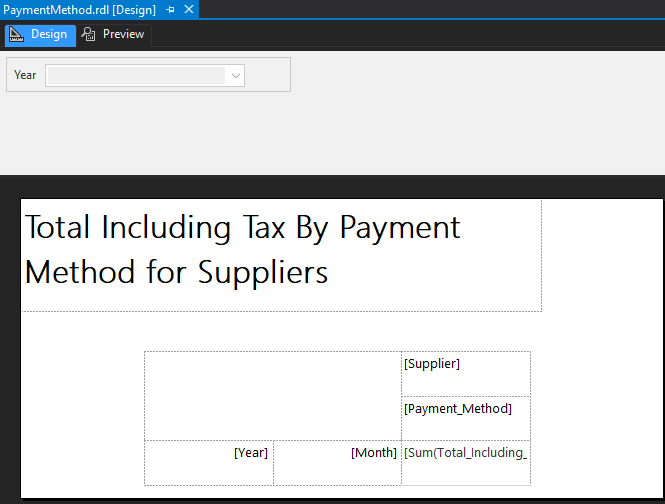 PaymentMethod.rdl [Design]
Design Preview
Year
Total Including Tax By Payment
Method for Suppliers
[Supplier]
[Payment_Method]
[Year] [Month] [Sum(Total_Including_